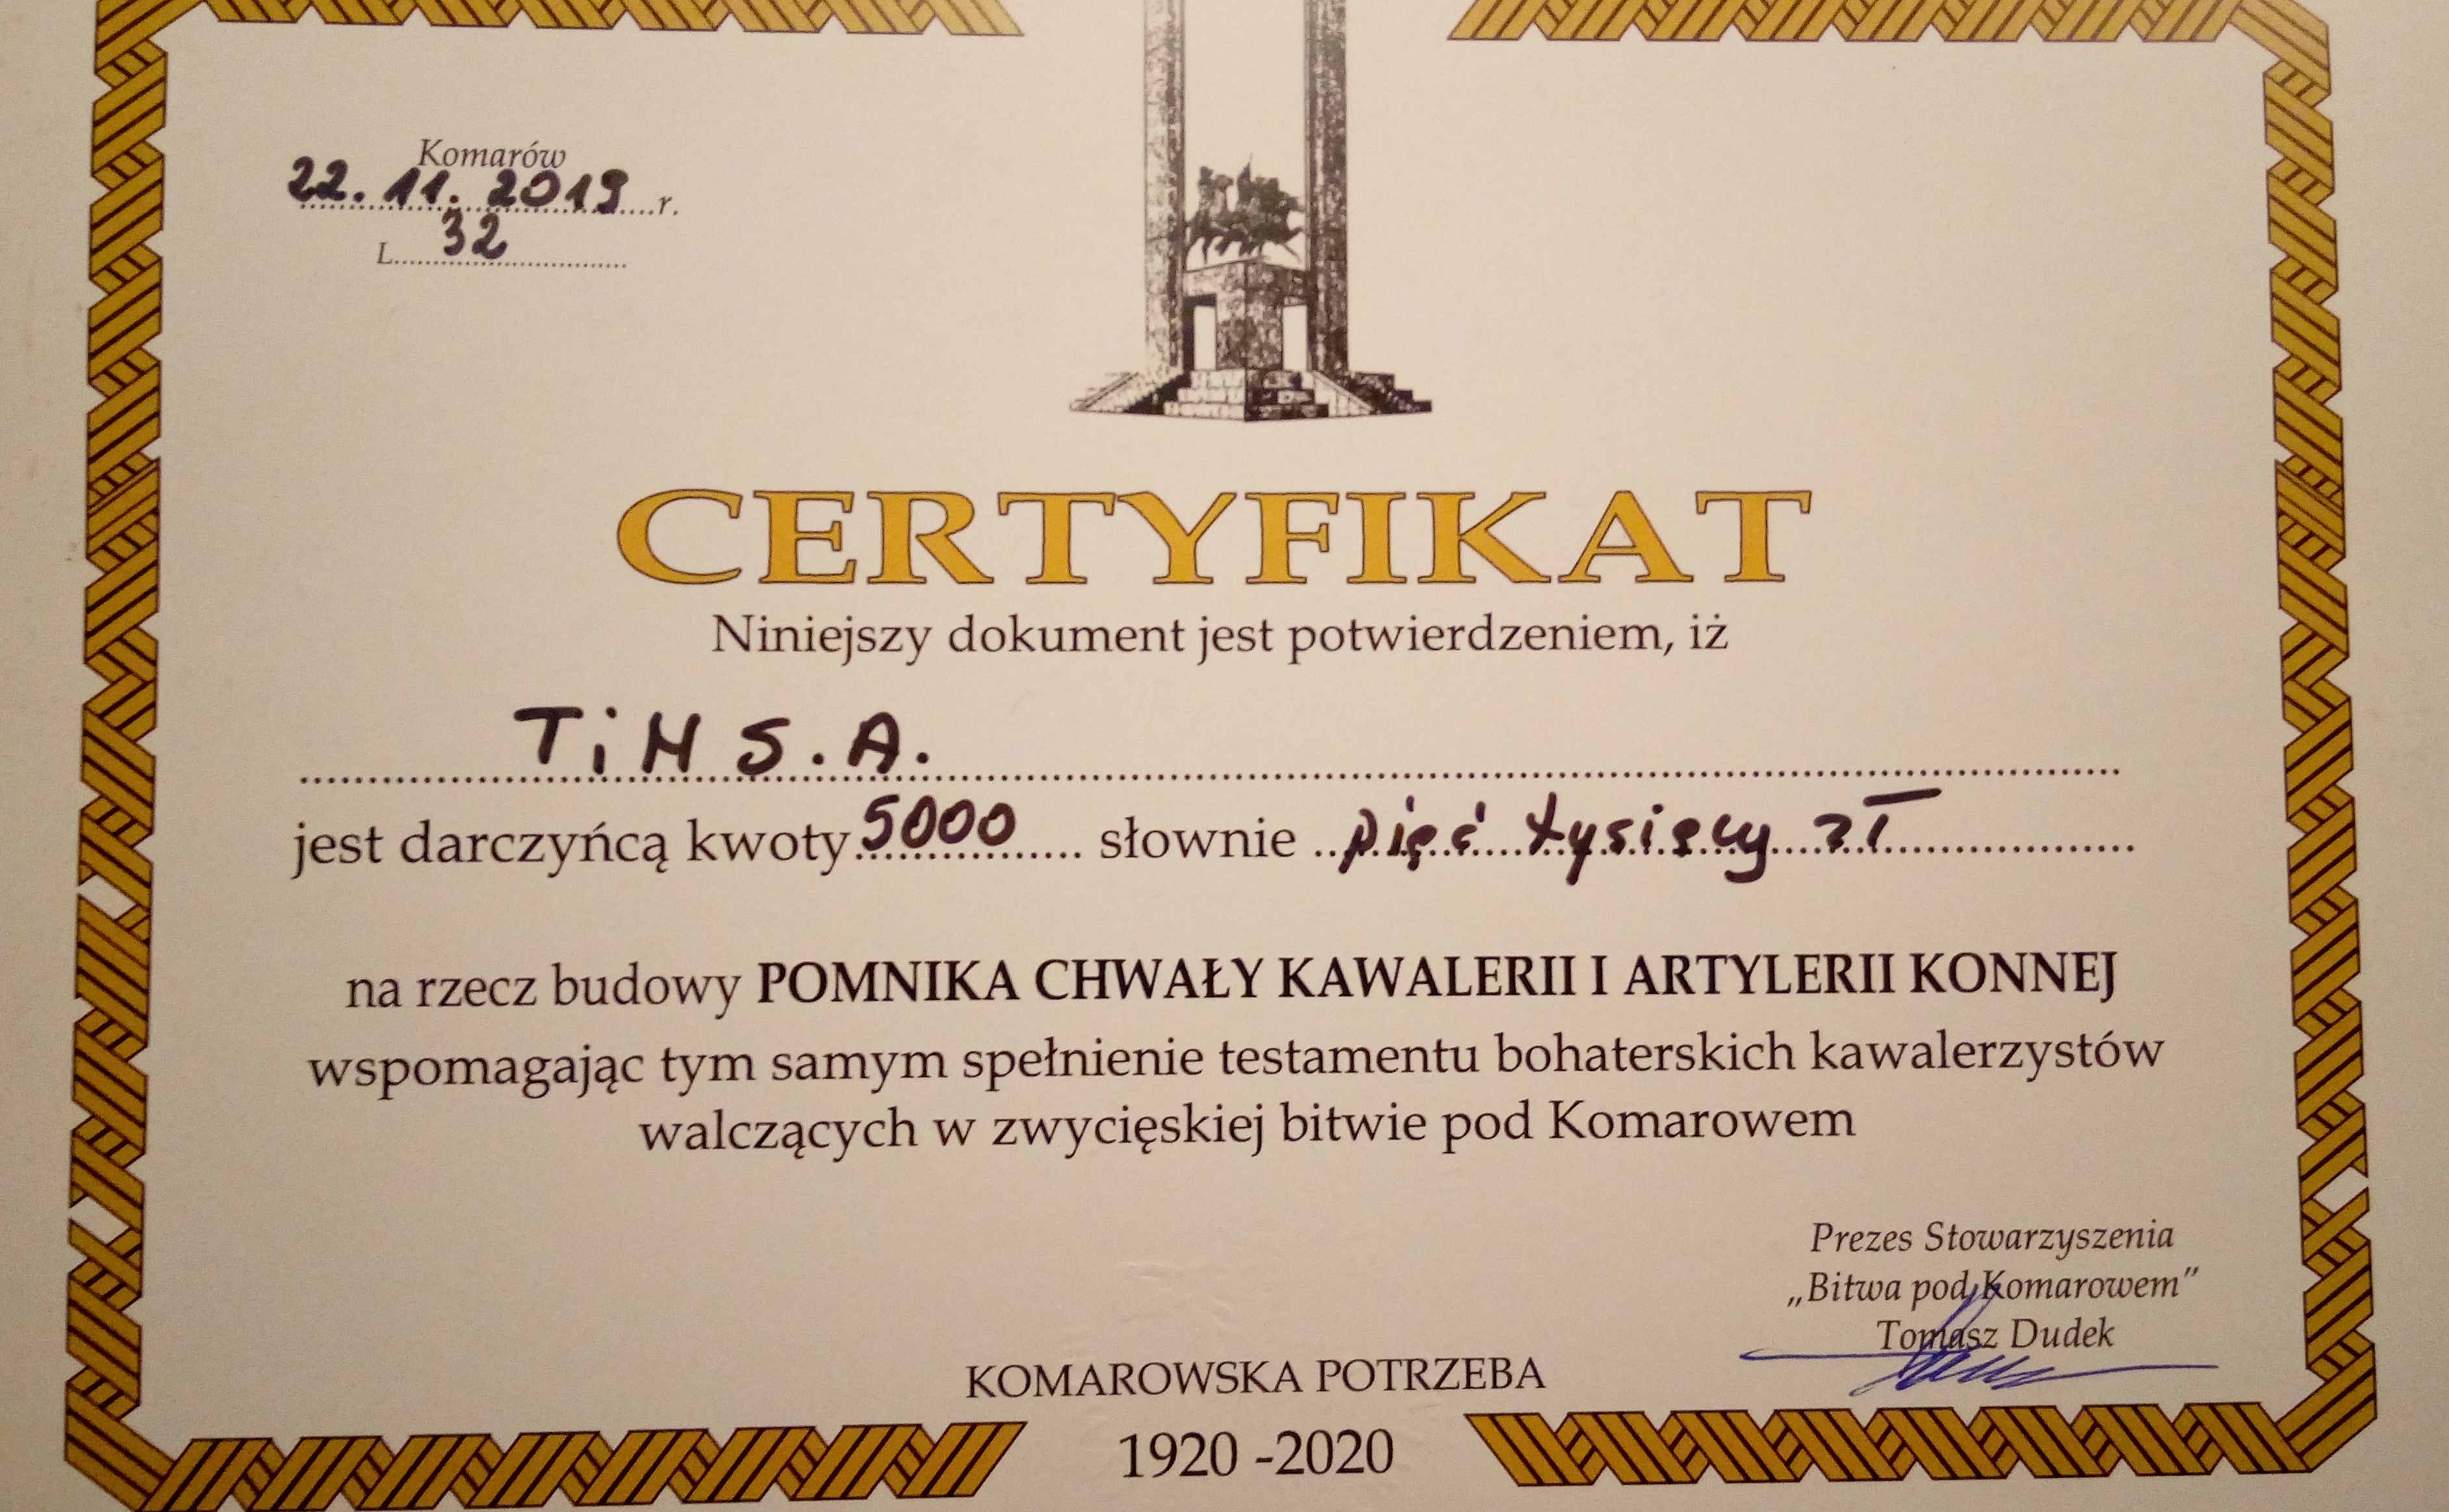 Komarów
22. 11. 2019 r.
L. 32
CERTYFIKAT
Niniejszy dokument jest potwierdzeniem, iż
TiM S.A.
jest darczyńcą kwoty 5000 słownie pięć tysięcy zł
na rzecz budowy POMNIKA CHWAŁY KAWALERII I ARTYLERII KONNEJ
wspomagając tym samym spełnienie testamentu bohaterskich kawalerzystów
walczących w zwycięskiej bitwie pod Komarowem
Prezes Stowarzyszenia
„Bitwa pod Komarowem”
Tomasz Dudek
KOMAROWSKA POTRZEBA
1920 -2020